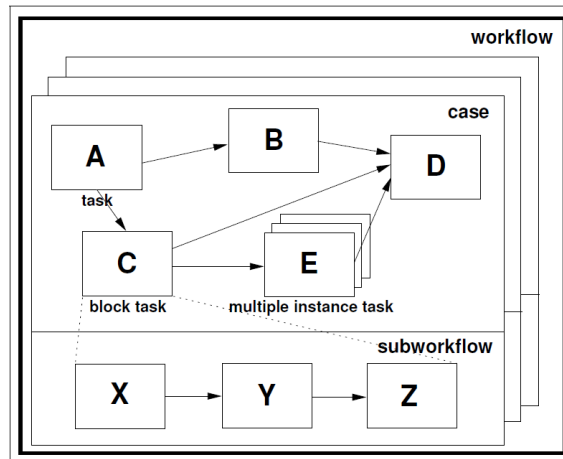 workflow
case
A
B
D
task
C
E
block task
multiple instance task
subworkflow
X
Y
Z